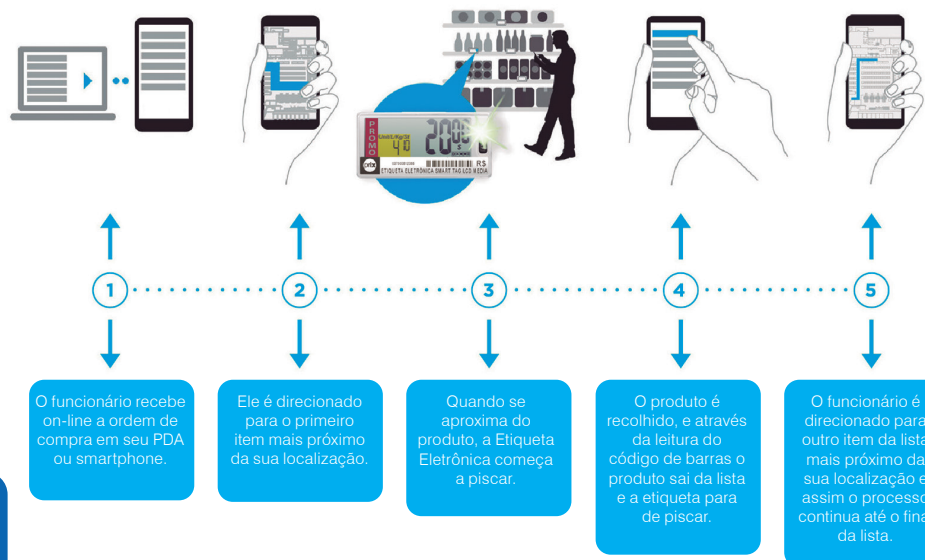 PROMO
20
prix
R$
ETIQUETA ELETRONICA SMART TAG LCD MEDIA
1
2
3
4
5
O funcionário recebe
on-line a ordem de
compra em seu PDA
ou smartphone.
Ele é direcionado
para o primeiro
item mais próximo
da sua localização.
Quando se
aproxima do
produto, a Etiqueta
Eletrônica começa
a piscar.
O produto é
recolhido, e através
da leitura do
código de barras o
produto sai da lista
e a etiqueta para
de piscar.
O funcionário é
direcionado para
outro item da lista
mais próximo da
sua localização e
assim o processo
continua até o final
da lista.